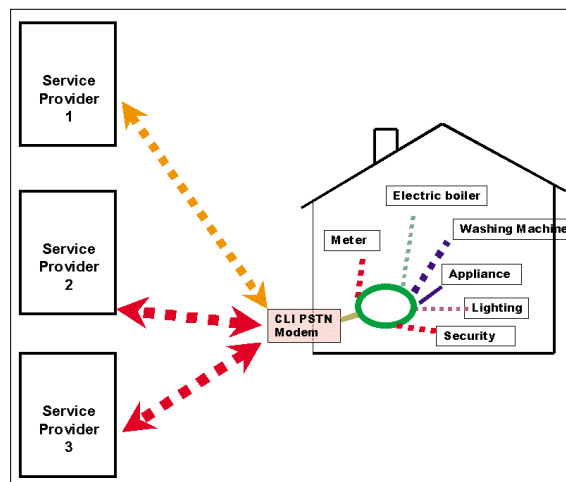 Service
Provider
1
Service
Provider
2
Service
Provider
3
Electric boiler
Meter
Washing Machine
Appliance
Lighting
Security
CLI PSTN
Modem